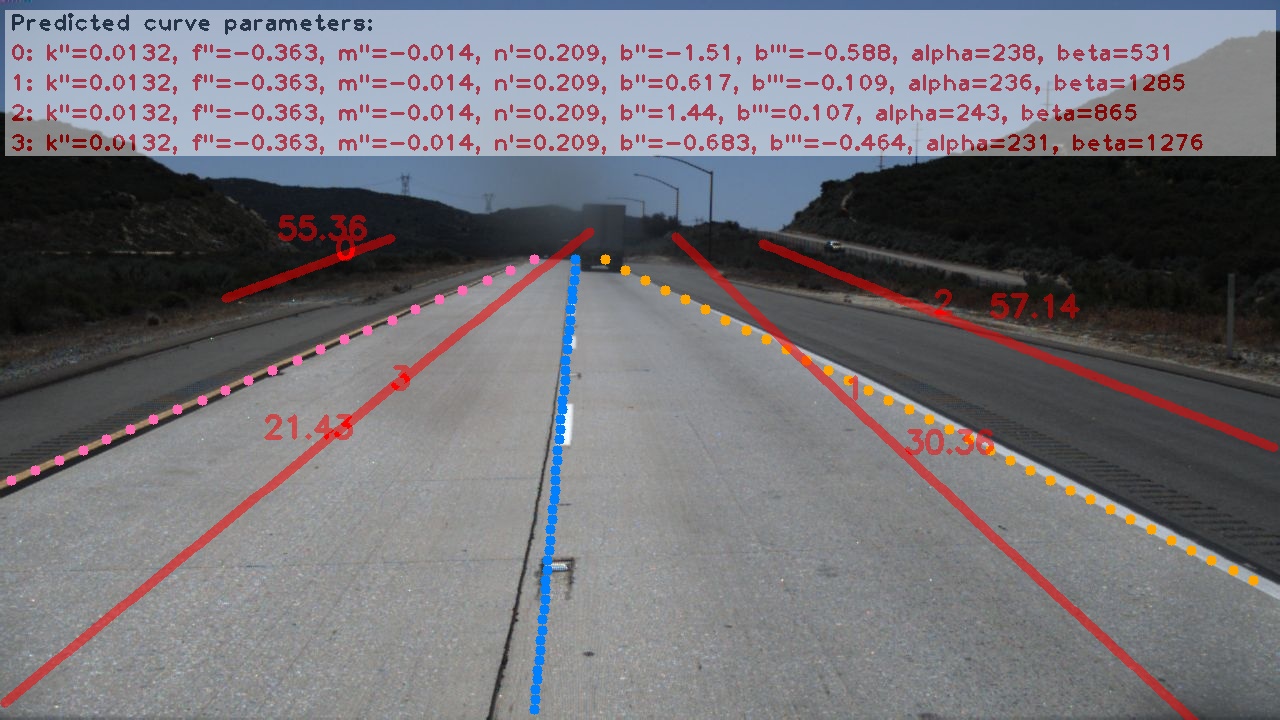 Predicted curve parameters:
0: k''=0.0132, f''=-0.363, m''=-0.014, n'=0.209, b''=-1.51, b'''=-0.588, alpha=238, beta=531
1: k''=0.0132, f''=-0.363, m''=-0.014, n'=0.209, b''=0.617, b'''=-0.109, alpha=236, beta=1285
2: k''=0.0132, f''=-0.363, m''=-0.014, n'=0.209, b''=1.44, b'''=0.107, alpha=243, beta=865
3: k''=0.0132, f''=-0.363, m''=-0.014, n'=0.209, b''=-0.683, b'''=-0.464, alpha=231, beta=1276
55.36
0
2 57.14
3
1
21.43
30.36